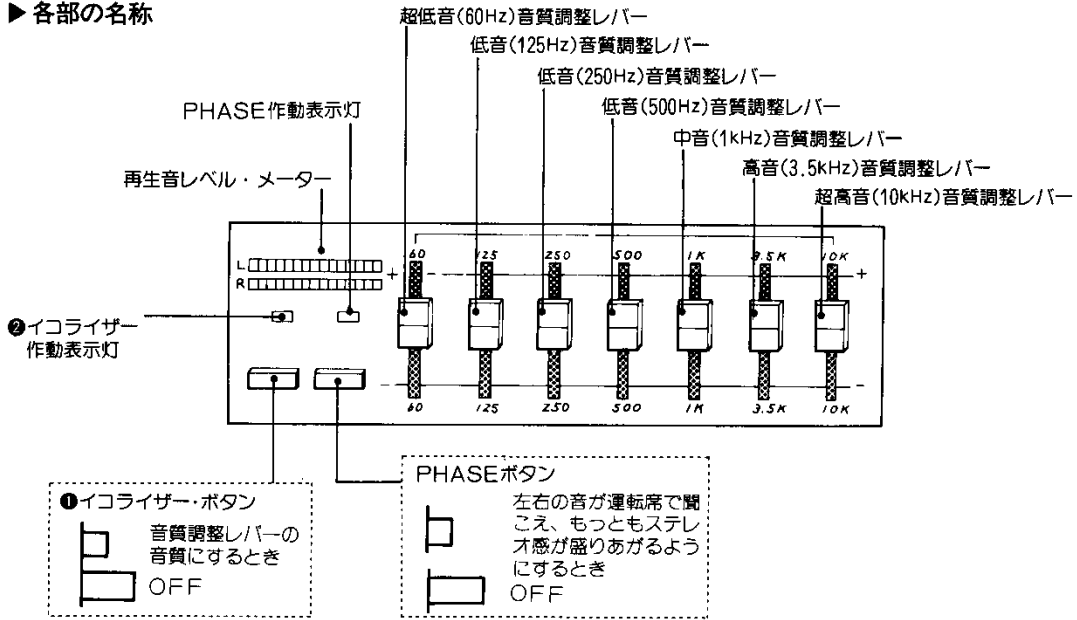 ▶各部の名称
超低音(60Hz)音質調整レバー
低音(125Hz)音質調整レバー
低音(250Hz)音質調整レバー
低音(500Hz)音質調整レバー
中音(1kHz)音質調整レバー
高音(3.5kHz)音質調整レバー
超高音(10kHz)音質調整レバー
PHASE作動表示灯
再生音レベル・メーター
60 125 250 500 1K 3.5K 10K
L
R
+ +
❷イコライザー
作動表示灯
- -
60 125 250 500 1K 3.5K 10K
❶イコライザー・ボタン
音質調整レバーの
音質にするとき
OFF
PHASEボタン
左右の音が運転席で聞
こえ、もっともステレ
オ感が盛りあがるよう
にするとき
OFF